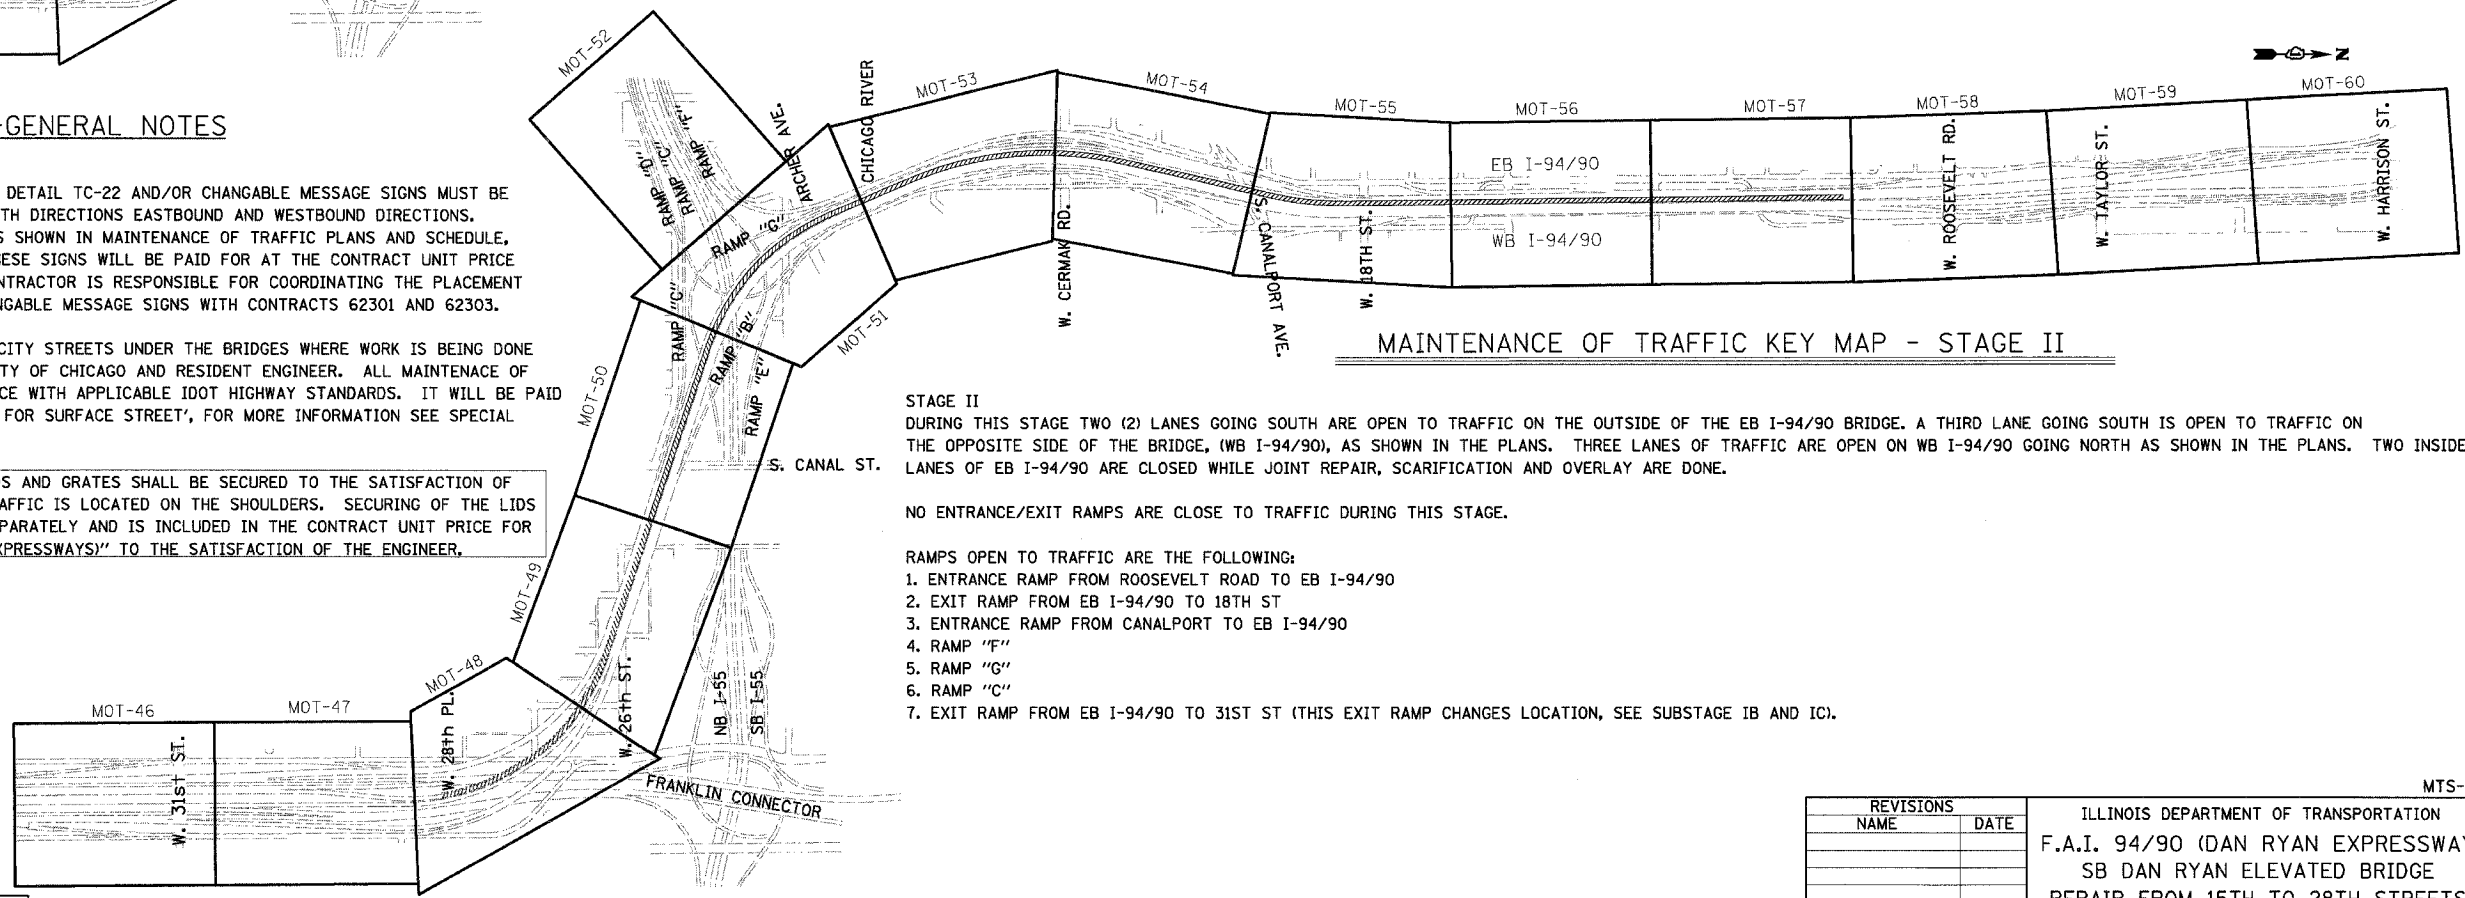 -GENERAL NOTES
DETAIL TC-22 AND/OR CHANGABLE MESSAGE SIGNS MUST BE
TH DIRECTIONS EASTBOUND AND WESTBOUND DIRECTIONS.
S SHOWN IN MAINTENANCE OF TRAFFIC PLANS AND SCHEDULE,
ESE SIGNS WILL BE PAID FOR AT THE CONTRACT UNIT PRICE
NTRACTOR IS RESPONSIBLE FOR COORDINATING THE PLACEMENT
NGABLE MESSAGE SIGNS WITH CONTRACTS 62301 AND 62303.
CITY STREETS UNDER THE BRIDGES WHERE WORK IS BEING DONE
TY OF CHICAGO AND RESIDENT ENGINEER. ALL MAINTENACE OF
CE WITH APPLICABLE IDOT HIGHWAY STANDARDS. IT WILL BE PAID
FOR SURFACE STREET', FOR MORE INFORMATION SEE SPECIAL
S AND GRATES SHALL BE SECURED TO THE SATISFACTION OF
AFFIC IS LOCATED ON THE SHOULDERS. SECURING OF THE LIDS
PARATELY AND IS INCLUDED IN THE CONTRACT UNIT PRICE FOR
XPRESSWAYS)" TO THE SATISFACTION OF THE ENGINEER.
MOT-46
MOT-47
MOT-48
MOT-49
MOT-50
MOT-51
MOT-52
MOT-53
MOT-54
MOT-55
MOT-56
MOT-57
MOT-58
MOT-59
MOT-60
N
W. 31st ST.
W. 28th PL.
W. 26th ST.
NB I-55
SB I-55
FRANKLIN CONNECTOR
S. CANAL ST.
RAMP "C"
RAMP "B"
RAMP "E"
RAMP "G"
RAMP "D"
RAMP "C"
RAMP "F"
ARCHER AVE.
CHICAGO RIVER
W. CERMAK RD.
S. CANALPORT AVE.
W. 18TH ST.
EB I-94/90
WB I-94/90
W. ROOSEVELT RD.
W. TAYLOR ST.
W. HARRISON ST.
MAINTENANCE OF TRAFFIC KEY MAP - STAGE II
STAGE II
DURING THIS STAGE TWO (2) LANES GOING SOUTH ARE OPEN TO TRAFFIC ON THE OUTSIDE OF THE EB I-94/90 BRIDGE. A THIRD LANE GOING SOUTH IS OPEN TO TRAFFIC ON
THE OPPOSITE SIDE OF THE BRIDGE, (WB I-94/90), AS SHOWN IN THE PLANS. THREE LANES OF TRAFFIC ARE OPEN ON WB I-94/90 GOING NORTH AS SHOWN IN THE PLANS. TWO INSIDE
LANES OF EB I-94/90 ARE CLOSED WHILE JOINT REPAIR, SCARIFICATION AND OVERLAY ARE DONE.
NO ENTRANCE/EXIT RAMPS ARE CLOSE TO TRAFFIC DURING THIS STAGE.
RAMPS OPEN TO TRAFFIC ARE THE FOLLOWING:
1. ENTRANCE RAMP FROM ROOSEVELT ROAD TO EB I-94/90
2. EXIT RAMP FROM EB I-94/90 TO 18TH ST
3. ENTRANCE RAMP FROM CANALPORT TO EB I-94/90
4. RAMP "F"
5. RAMP "G"
6. RAMP "C"
7. EXIT RAMP FROM EB I-94/90 TO 31ST ST (THIS EXIT RAMP CHANGES LOCATION, SEE SUBSTAGE IB AND IC).
MTS-
REVISIONS
NAME DATE
ILLINOIS DEPARTMENT OF TRANSPORTATION
F.A.I. 94/90 (DAN RYAN EXPRESSWAY
SB DAN RYAN ELEVATED BRIDGE
REPAIR FROM 15TH TO 28TH STREETS